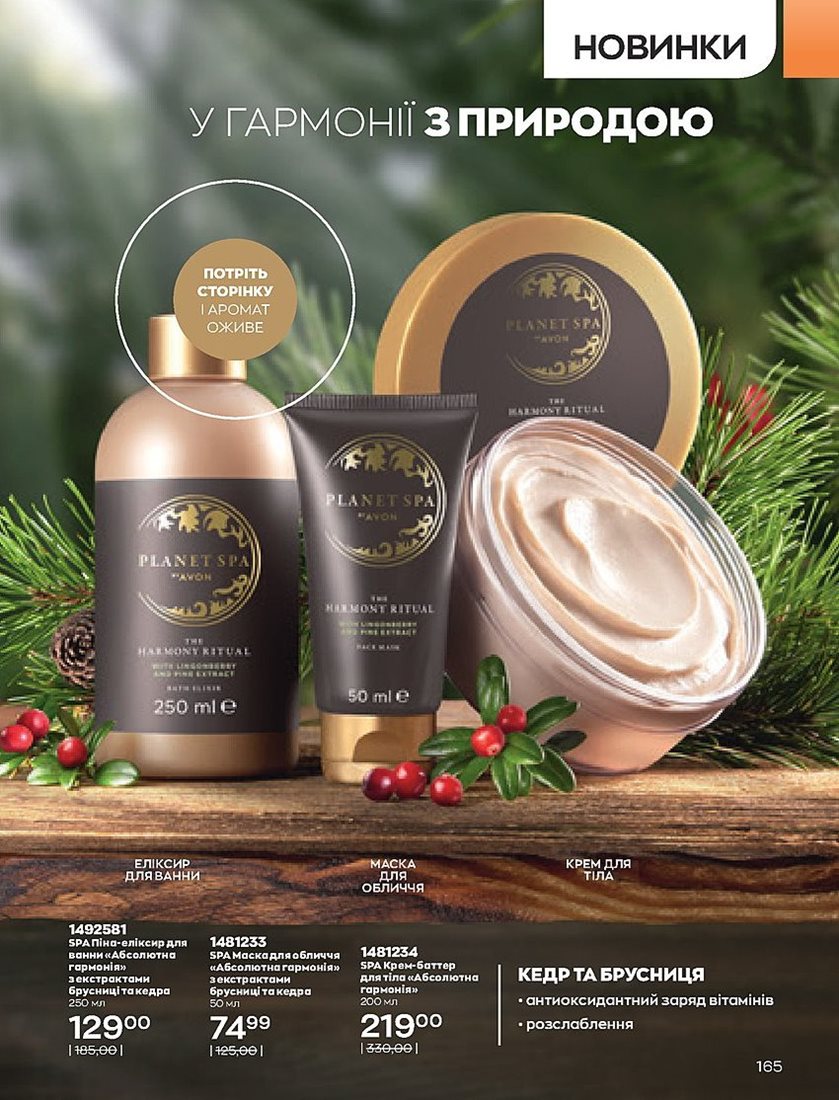 НОВИНКИ
У ГАРМОНІЇ З ПРИРОДОЮ
ПОТРІТЬ
СТОРІНКУ
І АРОМАТ
ОЖИВЕ
PLANET SPA
BY AVON
THE
HARMONY RITUAL
PLANET SPA
BY AVON
THE
HARMONY RITUAL
WITH LINGONBERRY
AND PINE EXTRACT
FACE MASK
50 ml e
PLANET SPA
BY AVON
THE
HARMONY RITUAL
WITH LINGONBERRY
AND PINE EXTRACT
BATH ELIXIR
250 ml e
ЕЛІКСИР
ДЛЯ ВАННИ
МАСКА
ДЛЯ
ОБЛИЧЧЯ
КРЕМ ДЛЯ
ТІЛА
1492581
SPA Піна-еліксир для
ванни «Абсолютна
гармонія»
з екстрактами
брусниці та кедра
250 мл
12900
| 185,00 |
1481233
SPA Маска для обличчя
«Абсолютна гармонія»
з екстрактами
брусниці та кедра
50 мл
7499
| 125,00 |
1481234
SPA Крем-баттер
для тіла «Абсолютна
гармонія»
200 мл
21900
| 330,00 |
КЕДР ТА БРУСНИЦЯ
• антиоксидантний заряд вітамінів
• розслаблення
165